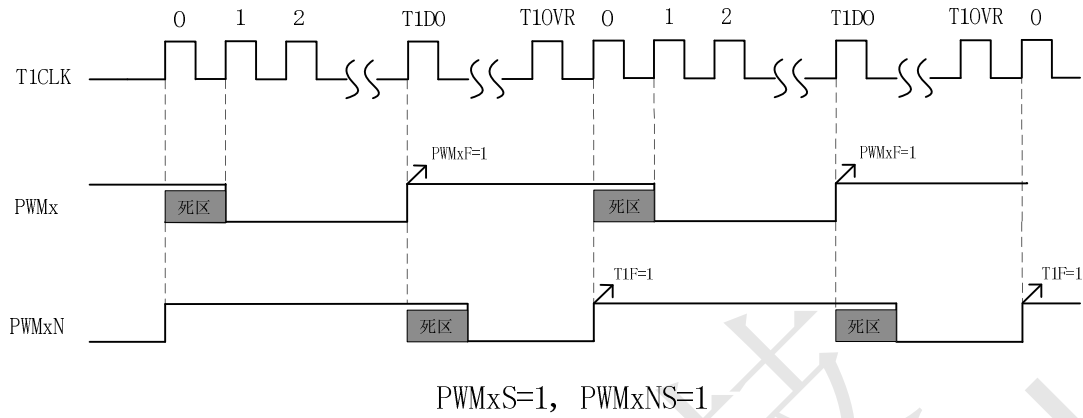 0 1 2 T1DO T1OVR 0 1 2 T1DO T1OVR 0
T1CLK
PWMxF=1 PWMxF=1
PWMx 死区 死区
T1F=1 T1F=1
PWMxN 死区 死区
PWMxS=1, PWMxNS=1